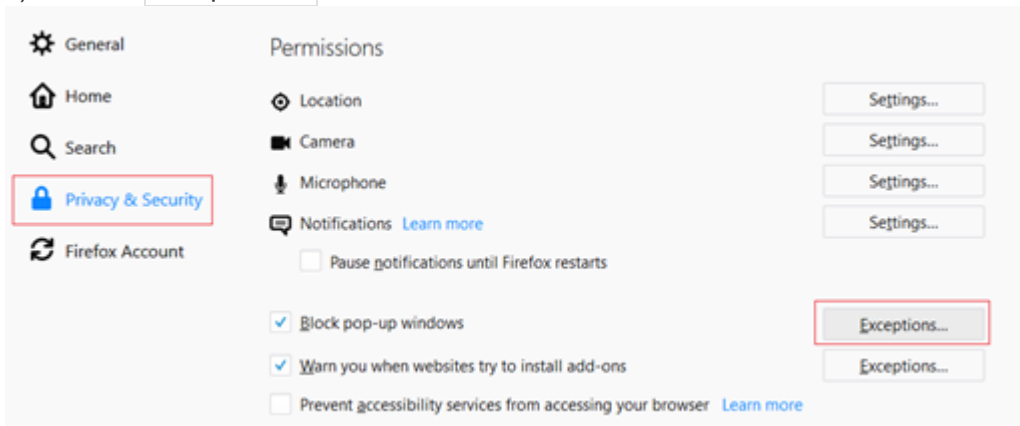 General
Home
Search
Privacy & Security
Firefox Account
Permissions
Location Settings...
Camera Settings...
Microphone Settings...
Notifications Learn more Settings...
Pause notifications until Firefox restarts
Block pop-up windows Exceptions...
Warn you when websites try to install add-ons Exceptions...
Prevent accessibility services from accessing your browser Learn more